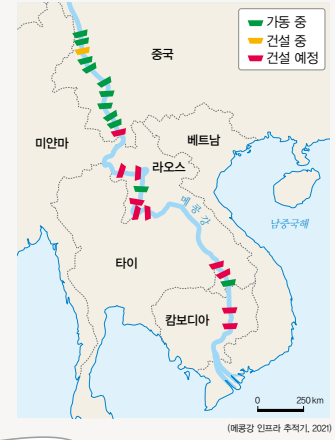 가동 중
건설 중
건설 예정
중국
미얀마
베트남
라오스
메콩강
남중국해
타이
캄보디아
0 250 km
(메콩강 인프라 추적기, 2021)